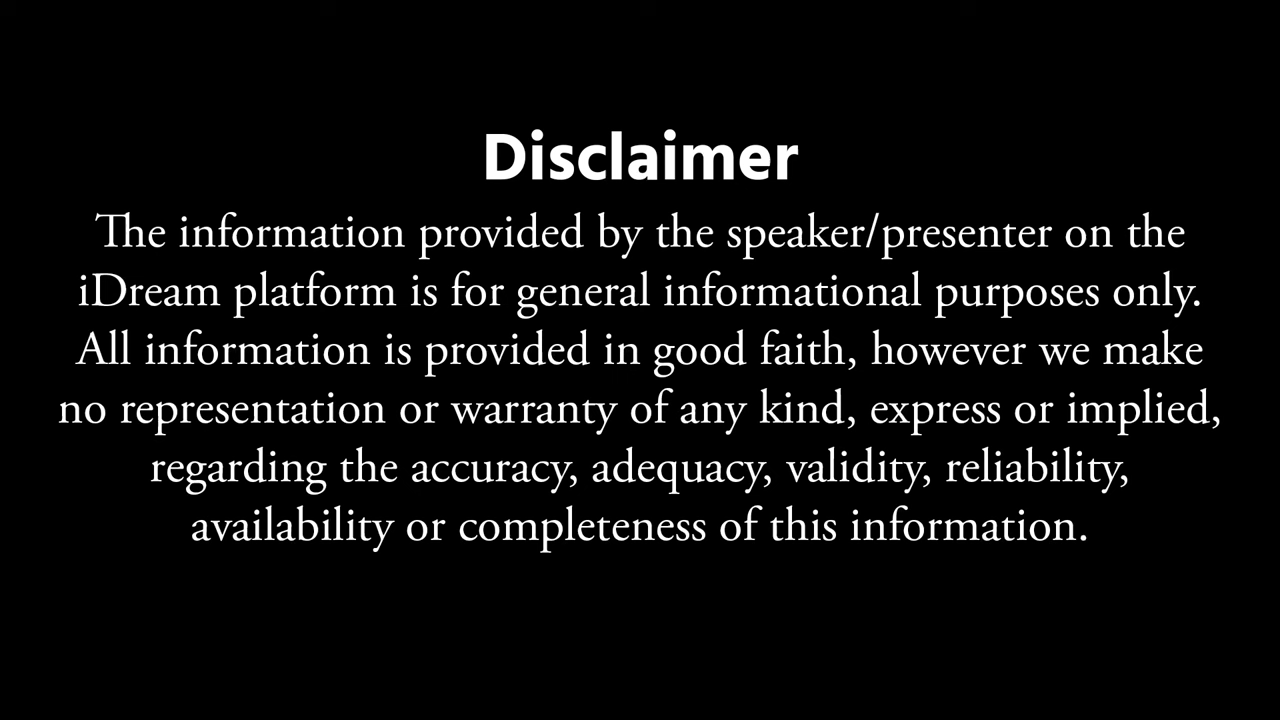 Disclaimer
The information provided by the speaker/presenter on the
iDream platform is for general informational purposes only.
All information is provided in good faith, however we make
no representation or warranty of any kind, express or implied,
regarding the accuracy, adequacy, validity, reliability,
availability or completeness of this information.